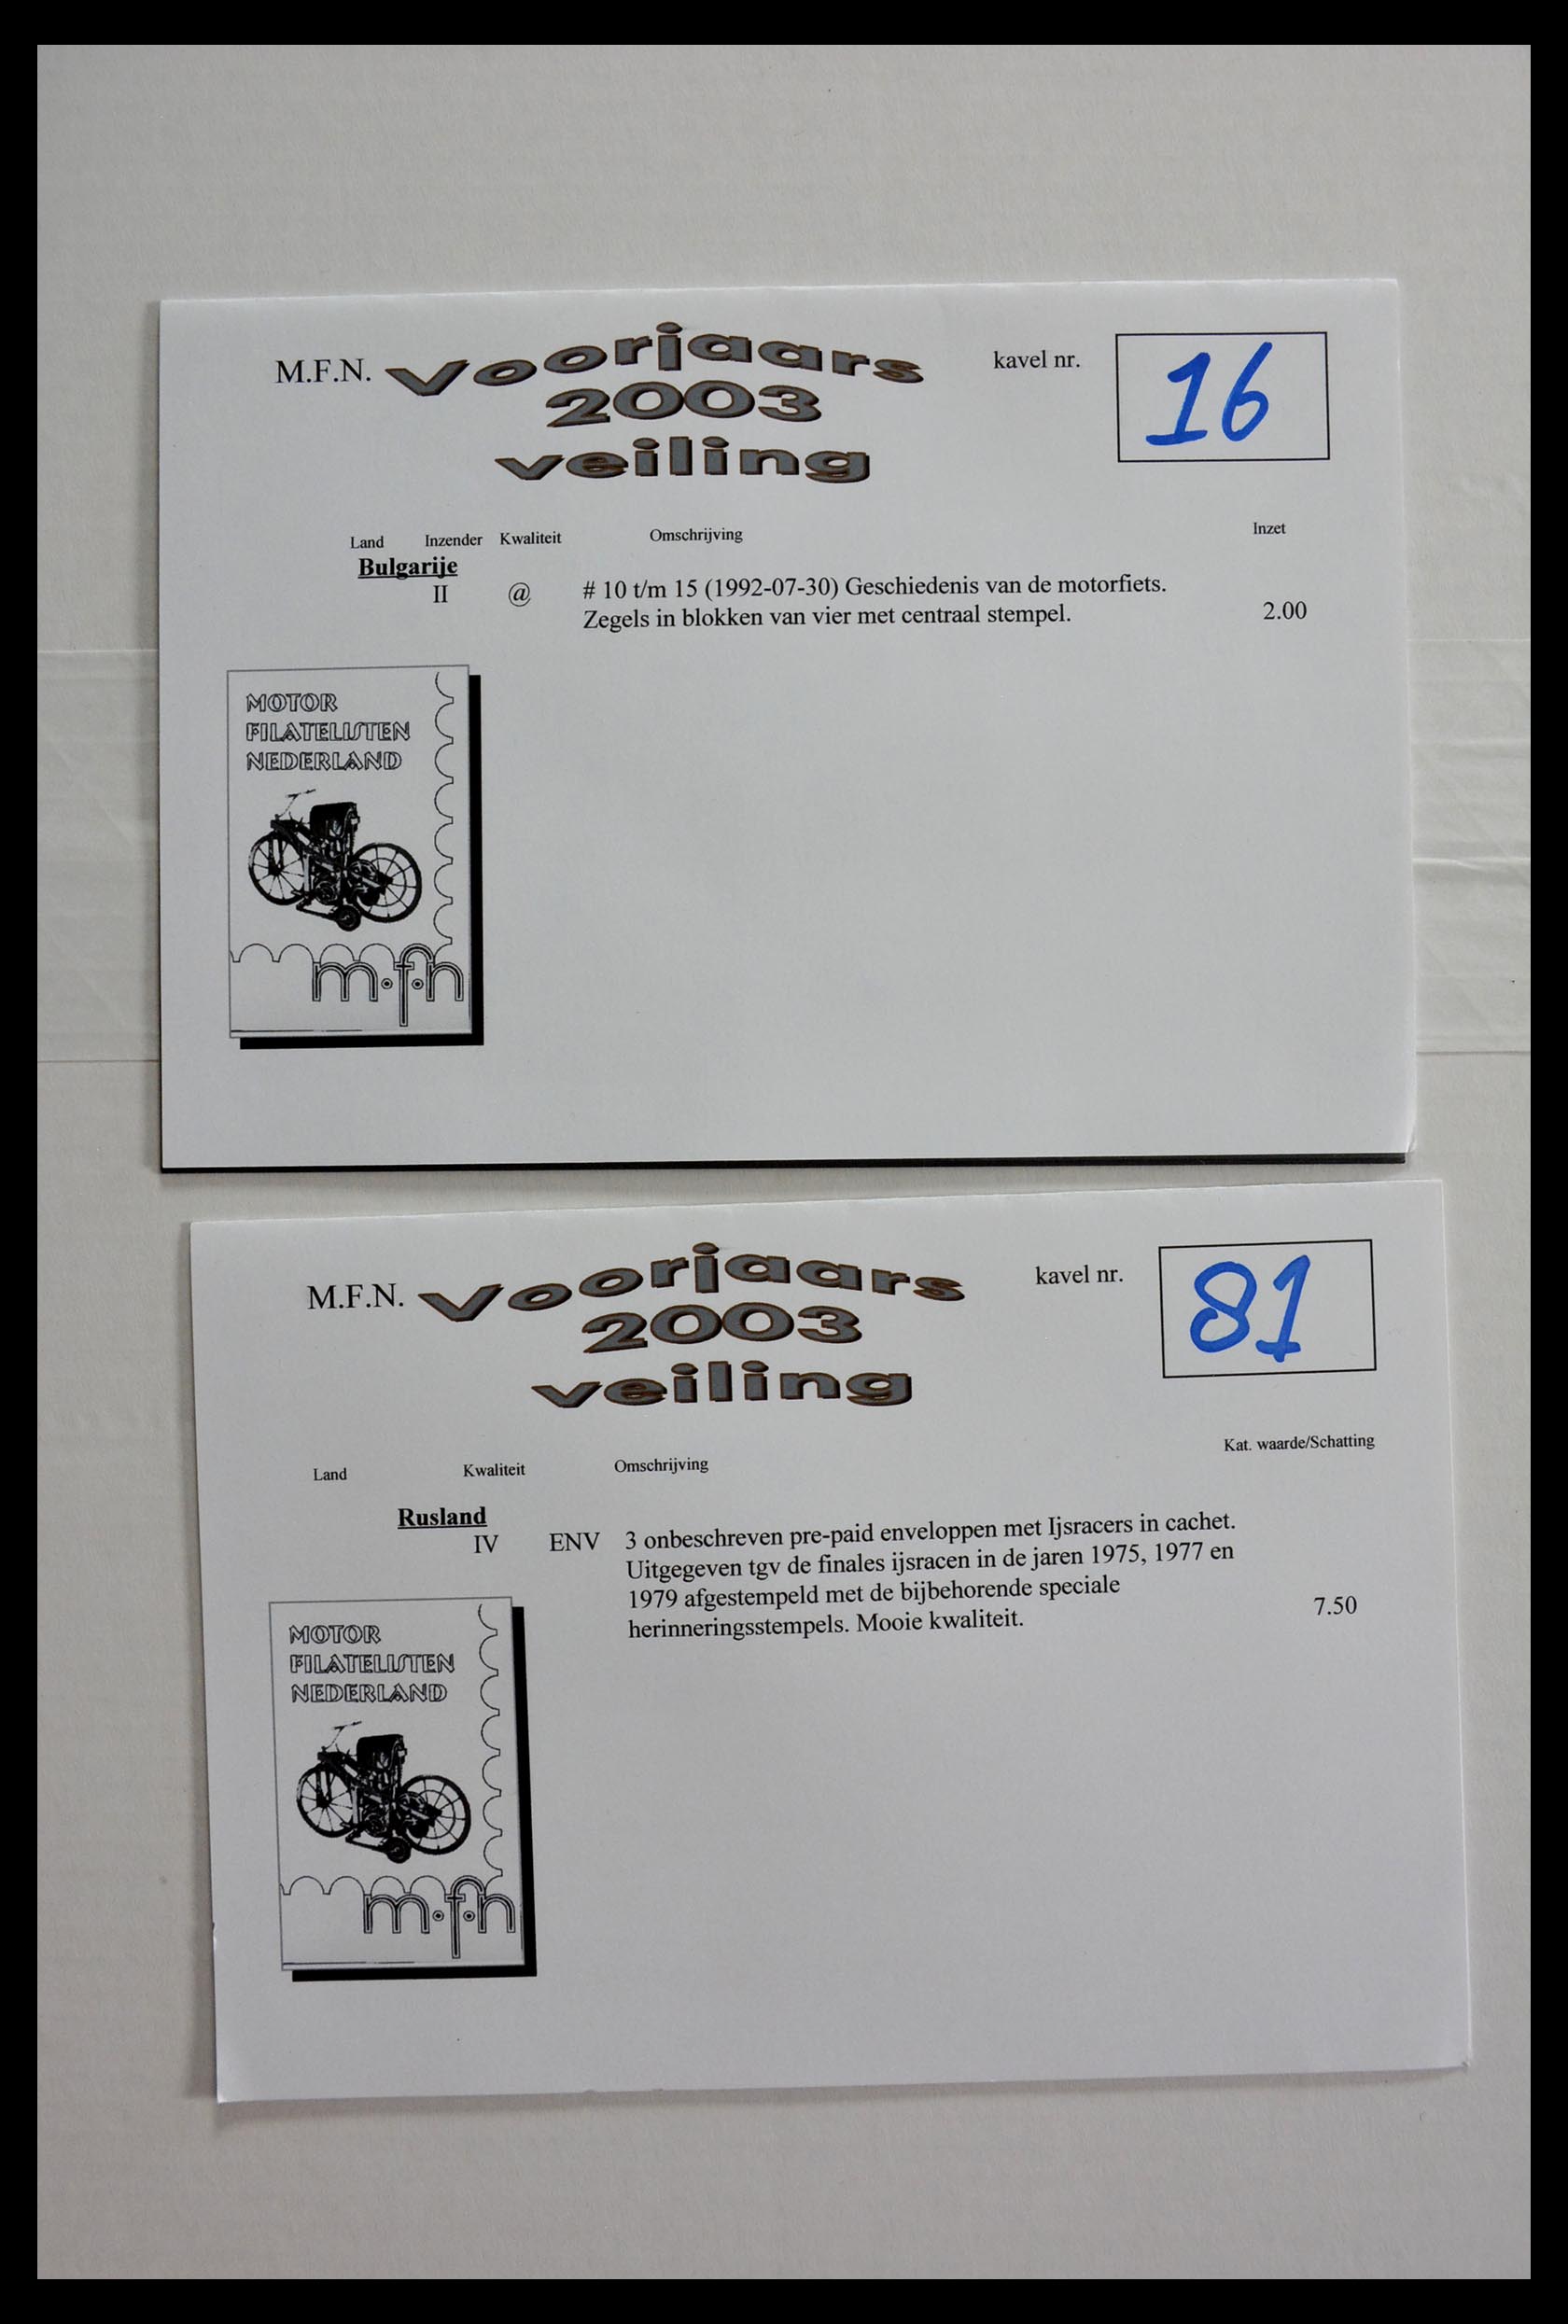 M.F.N. Voorjaars
2003
veiling
kavel nr. 16
Land Inzender Kwaliteit Omschrijving Inzet
Bulgarije
II @ # 10 t/m 15 (1992-07-30) Geschiedenis van de motorfiets.
Zegels in blokken van vier met centraal stempel. 2.00
MOTOR
FILATELISTEN
NEDERLAND
m.f.n
M.F.N. Voorjaars
2003
veiling
kavel nr. 81
Kat. waarde/Schatting
Land Kwaliteit Omschrijving
Rusland
IV ENV 3 onbeschreven pre-paid enveloppen met Ijsracers in cachet.
Uitgegeven tgv de finales ijsracen in de jaren 1975, 1977 en
1979 afgestempeld met de bijbehorende speciale
herinneringsstempels. Mooie kwaliteit. 7.50
MOTOR
FILATELISTEN
NEDERLAND
m.f.n